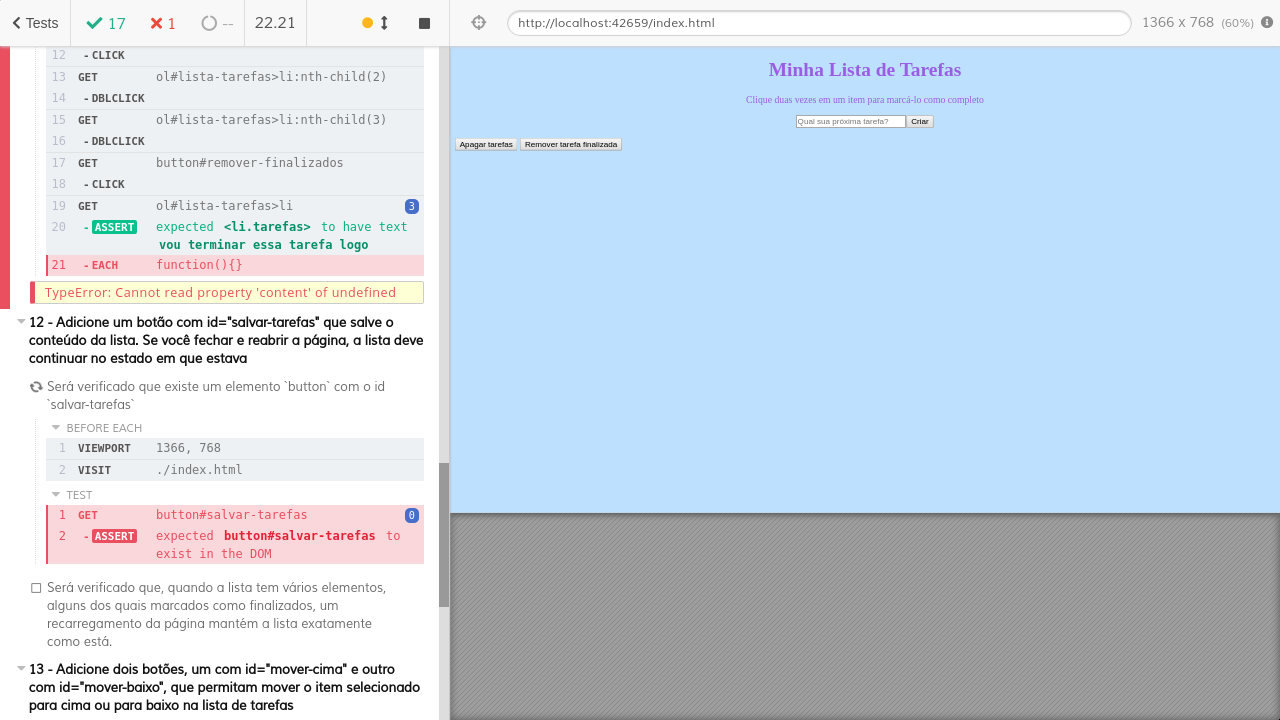 Tests
17
1
--
22.21
http://localhost:42659/index.html
1366 x 768 (60%)
12 - CLICK
13 GET ol#lista-tarefas>li:nth-child(2)
14 - DBLCLICK
15 GET ol#lista-tarefas>li:nth-child(3)
16 - DBLCLICK
17 GET button#remover-finalizados
18 - CLICK
19 GET ol#lista-tarefas>li 3
20 - ASSERT expected <li.tarefas> to have text
vou terminar essa tarefa logo
21 - EACH function(){}
TypeError: Cannot read property 'content' of undefined
12 - Adicione um botão com id="salvar-tarefas" que salve o
conteúdo da lista. Se você fechar e reabrir a página, a lista deve
continuar no estado em que estava
Será verificado que existe um elemento `button` com o id
`salvar-tarefas`
BEFORE EACH
1 VIEWPORT 1366, 768
2 VISIT ./index.html
TEST
1 GET button#salvar-tarefas 0
2 - ASSERT expected button#salvar-tarefas to
exist in the DOM
Será verificado que, quando a lista tem vários elementos,
alguns dos quais marcados como finalizados, um
recarregamento da página mantém a lista exatamente
como está.
13 - Adicione dois botões, um com id="mover-cima" e outro
com id="mover-baixo", que permitam mover o item selecionado
para cima ou para baixo na lista de tarefas
Minha Lista de Tarefas
Clique duas vezes em um item para marcá-lo como completo
Qual sua próxima tarefa? Criar
Apagar tarefas Remover tarefa finalizada